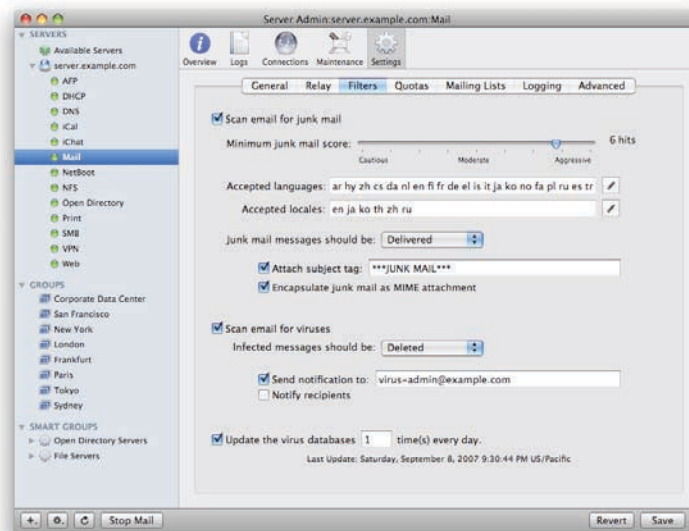 Server Admin:server.example.com:Mail
SERVERS
Available Servers
server.example.com
AFP
DHCP
DNS
iCal
iChat
Mail
NetBoot
NFS
Open Directory
Print
SMB
VPN
Web
GROUPS
Corporate Data Center
San Francisco
New York
London
Frankfurt
Paris
Tokyo
Sydney
SMART GROUPS
Open Directory Servers
File Servers
Overview Logs Connections Maintenance Settings
General Relay Filters Quotas Mailing Lists Logging Advanced
Scan email for junk mail
Minimum junk mail score: 6 hits
Cautious Moderate Aggressive
Accepted languages: ar hy zh cs da nl en fi fr de el is it ja ko no fa pl ru es tr
Accepted locales: en ja ko th zh ru
Junk mail messages should be: Delivered
Attach subject tag: ***JUNK MAIL***
Encapsulate junk mail as MIME attachment
Scan email for viruses
Infected messages should be: Deleted
Send notification to: virus-admin@example.com
Notify recipients
Update the virus databases 1 time(s) every day.
Last Update: Saturday, September 8, 2007 9:30:44 PM US/Pacific
Stop Mail Revert Save